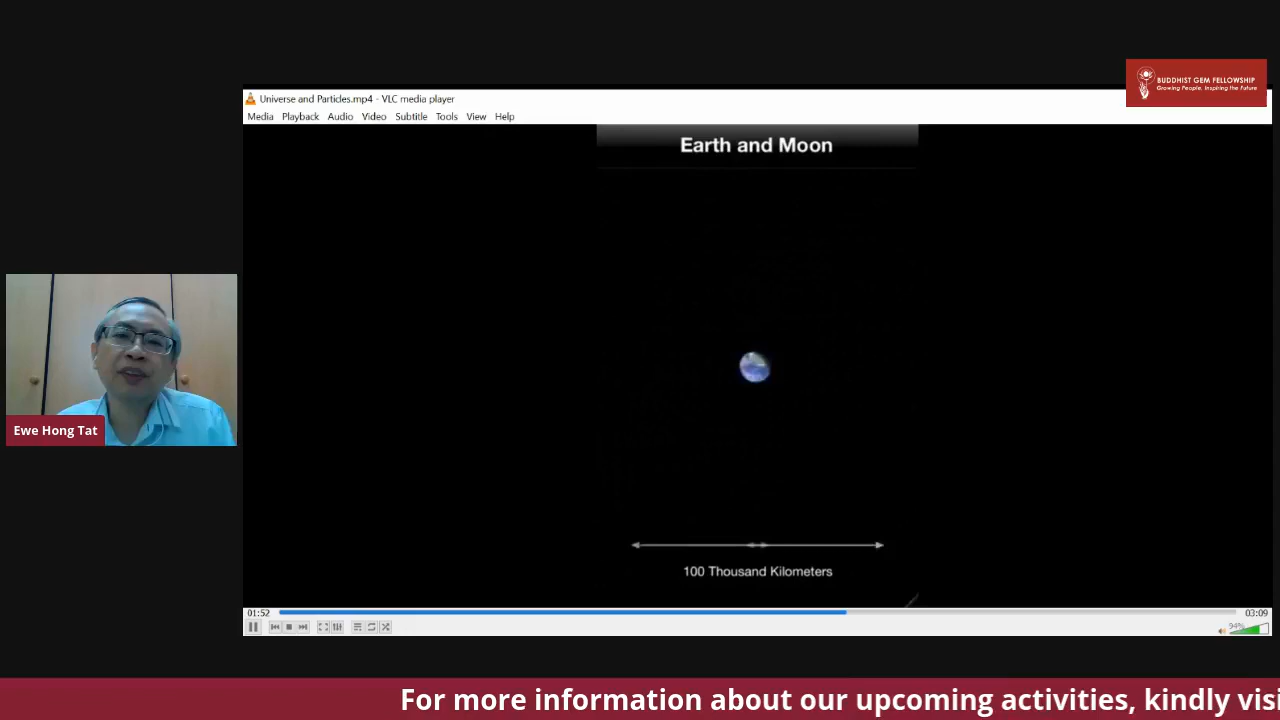 BUDDHIST GEM FELLOWSHIP
Growing People. Inspiring the Future
Universe and Particles.mp4 - VLC media player
Media Playback Audio Video Subtitle Tools View Help
Earth and Moon
Ewe Hong Tat
100 Thousand Kilometers
01:52
03:09
94%
For more information about our upcoming activities, kindly visi